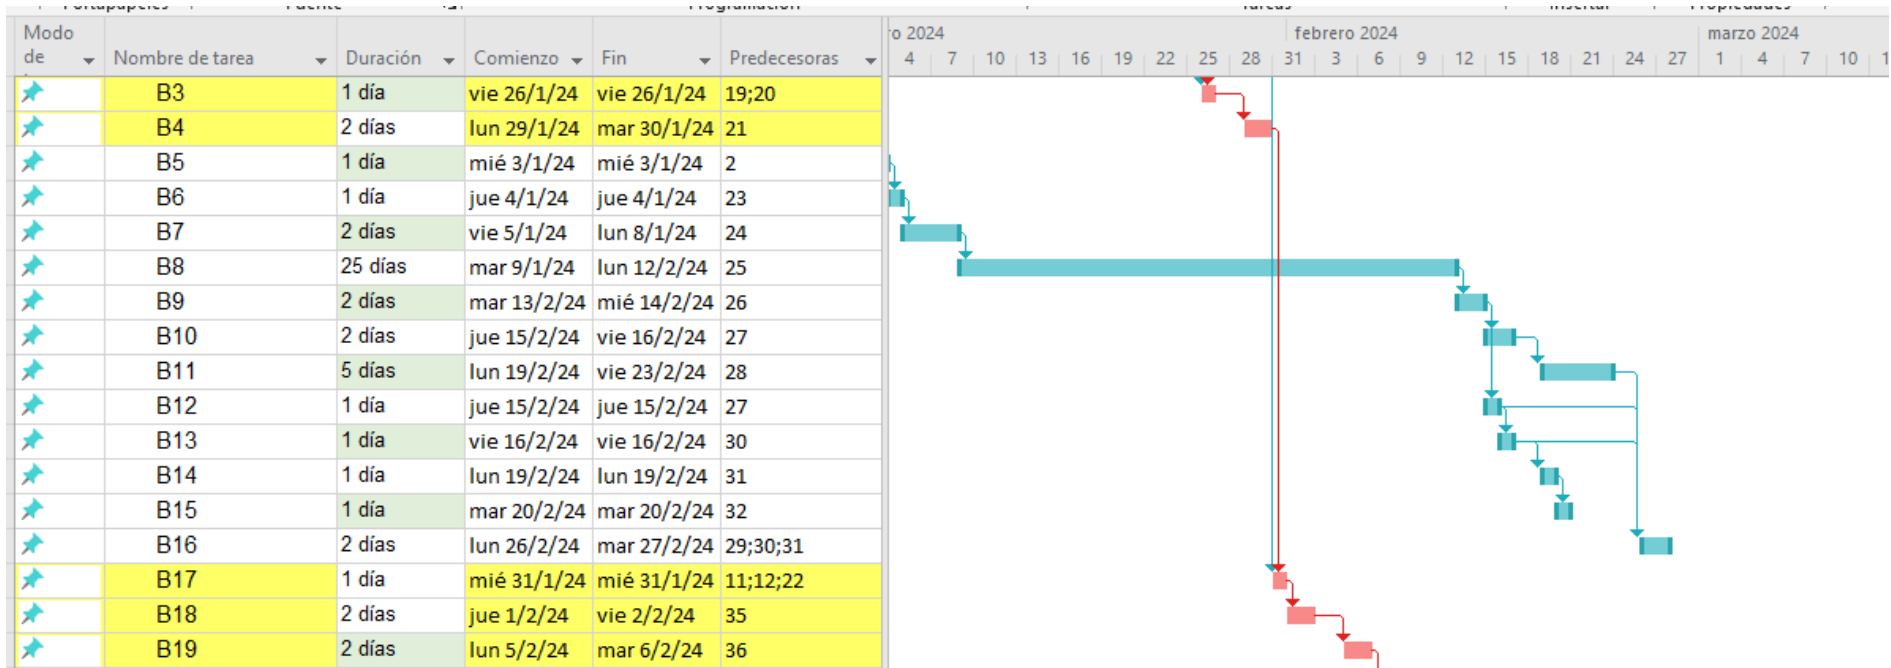 Modo
de
Nombre de tarea Duración Comienzo Fin Predecesoras
2024 febrero 2024 marzo 2024
4 7 10 13 16 19 22 25 28 31 3 6 9 12 15 18 21 24 27 1 4 7 10
B3 1 día vie 26/1/24 vie 26/1/24 19;20
B4 2 días lun 29/1/24 mar 30/1/24 21
B5 1 día mié 3/1/24 mié 3/1/24 2
B6 1 día jue 4/1/24 jue 4/1/24 23
B7 2 días vie 5/1/24 lun 8/1/24 24
B8 25 días mar 9/1/24 lun 12/2/24 25
B9 2 días mar 13/2/24 mié 14/2/24 26
B10 2 días jue 15/2/24 vie 16/2/24 27
B11 5 días lun 19/2/24 vie 23/2/24 28
B12 1 día jue 15/2/24 jue 15/2/24 27
B13 1 día vie 16/2/24 vie 16/2/24 30
B14 1 día lun 19/2/24 lun 19/2/24 31
B15 1 día mar 20/2/24 mar 20/2/24 32
B16 2 días lun 26/2/24 mar 27/2/24 29;30;31
B17 1 día mié 31/1/24 mié 31/1/24 11;12;22
B18 2 días jue 1/2/24 vie 2/2/24 35
B19 2 días lun 5/2/24 mar 6/2/24 36